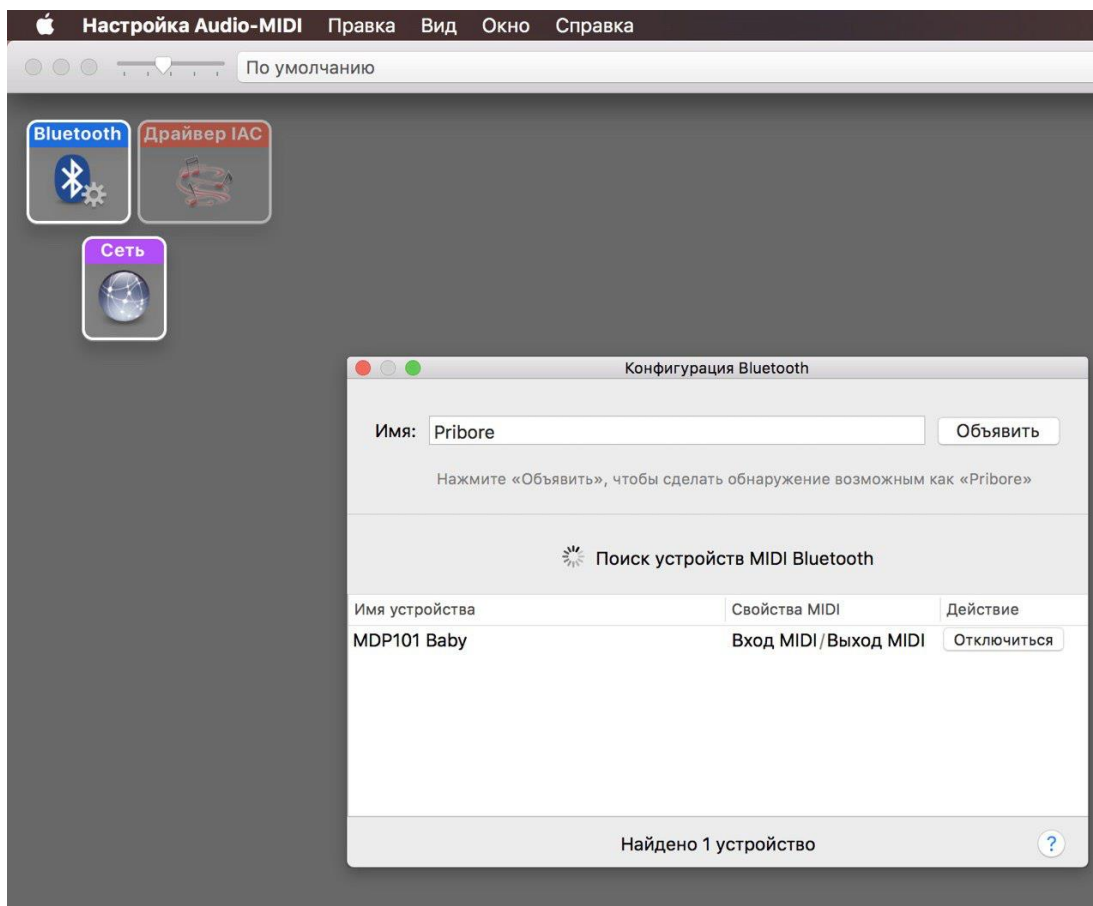 Настройка Audio-MIDI Правка Вид Окно Справка
По умолчанию
Bluetooth Драйвер IAC
Сеть
Конфигурация Bluetooth
Имя: Pribore Объявить
Нажмите «Объявить», чтобы сделать обнаружение возможным как «Pribore»
Поиск устройств MIDI Bluetooth
Имя устройства Свойства MIDI Действие
MDP101 Baby Вход MIDI/Выход MIDI Отключиться
Найдено 1 устройство ?